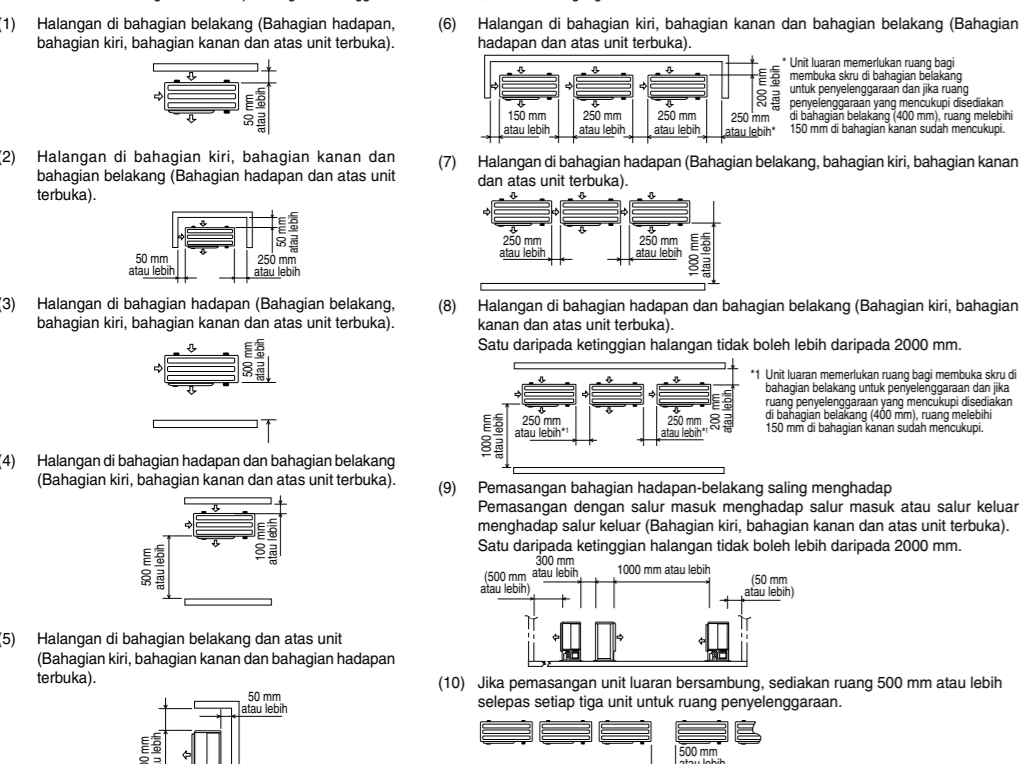 (1) Halangan di bahagian belakang (Bahagian hadapan,
bahagian kiri, bahagian kanan dan atas unit terbuka).
50 mm
atau lebih
(2) Halangan di bahagian kiri, bahagian kanan dan
bahagian belakang (Bahagian hadapan dan atas unit
terbuka).
50 mm
atau lebih
50 mm
atau lebih
250 mm
atau lebih
(3) Halangan di bahagian hadapan (Bahagian belakang,
bahagian kiri, bahagian kanan dan atas unit terbuka).
500 mm
atau lebih
(4) Halangan di bahagian hadapan dan bahagian belakang
(Bahagian kiri, bahagian kanan dan atas unit terbuka).
100 mm
atau lebih
500 mm
atau lebih
(5) Halangan di bahagian belakang dan atas unit
(Bahagian kiri, bahagian kanan dan bahagian hadapan
terbuka).
50 mm
atau lebih
(6) Halangan di bahagian kiri, bahagian kanan dan bahagian belakang (Bahagian
hadapan dan atas unit terbuka).
150 mm
atau lebih
250 mm
atau lebih
250 mm
atau lebih
200 mm
atau lebih
250 mm
atau lebih*
* Unit luaran memerlukan ruang bagi
membuka skru di bahagian belakang
untuk penyelenggaraan dan jika ruang
penyelenggaraan yang mencukupi disediakan
di bahagian belakang (400 mm), ruang melebihi
150 mm di bahagian kanan sudah mencukupi.
(7) Halangan di bahagian hadapan (Bahagian belakang, bahagian kiri, bahagian kanan
dan atas unit terbuka).
250 mm
atau lebih
250 mm
atau lebih
1000 mm
atau lebih
(8) Halangan di bahagian hadapan dan bahagian belakang (Bahagian kiri, bahagian
kanan dan atas unit terbuka).
Satu daripada ketinggian halangan tidak boleh lebih daripada 2000 mm.
1000 mm
atau lebih
250 mm
atau lebih*1
250 mm
atau lebih*1
200 mm
atau lebih
*1 Unit luaran memerlukan ruang bagi membuka skru di
bahagian belakang untuk penyelenggaraan dan jika
ruang penyelenggaraan yang mencukupi disediakan
di bahagian belakang (400 mm), ruang melebihi
150 mm di bahagian kanan sudah mencukupi.
(9) Pemasangan bahagian hadapan-belakang saling menghadap
Pemasangan dengan salur masuk menghadap salur masuk atau salur keluar
menghadap salur keluar (Bahagian kiri, bahagian kanan dan atas unit terbuka).
Satu daripada ketinggian halangan tidak boleh lebih daripada 2000 mm.
(500 mm
atau lebih)
300 mm
atau lebih
1000 mm atau lebih
(50 mm
atau lebih)
(10) Jika pemasangan unit luaran bersambung, sediakan ruang 500 mm atau lebih
selepas setiap tiga unit untuk ruang penyelenggaraan.
500 mm
atau lebih